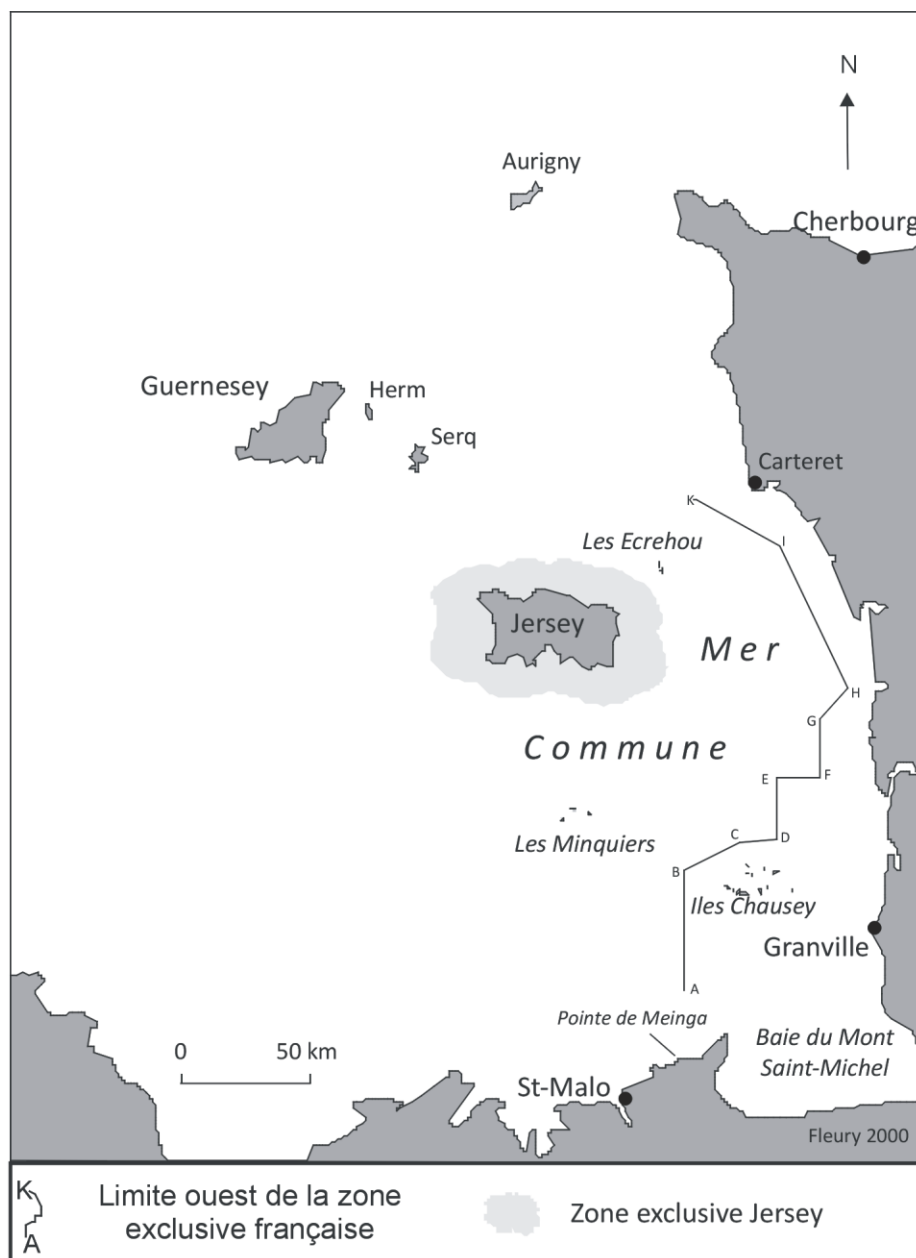 N
Aurigny
Cherbourg
Guernesey
Herm
Serq
Carteret
K
I
Les Ecrehou
Jersey
Mer
H
G
Commune
E
F
Les Minquiers
C
D
B
Iles Chausey
Granville
A
Pointe de Meinga
Baie du Mont
Saint-Michel
0 50 km
St-Malo
Fleury 2000
K
A
Limite ouest de la zone
exclusive française
Zone exclusive Jersey